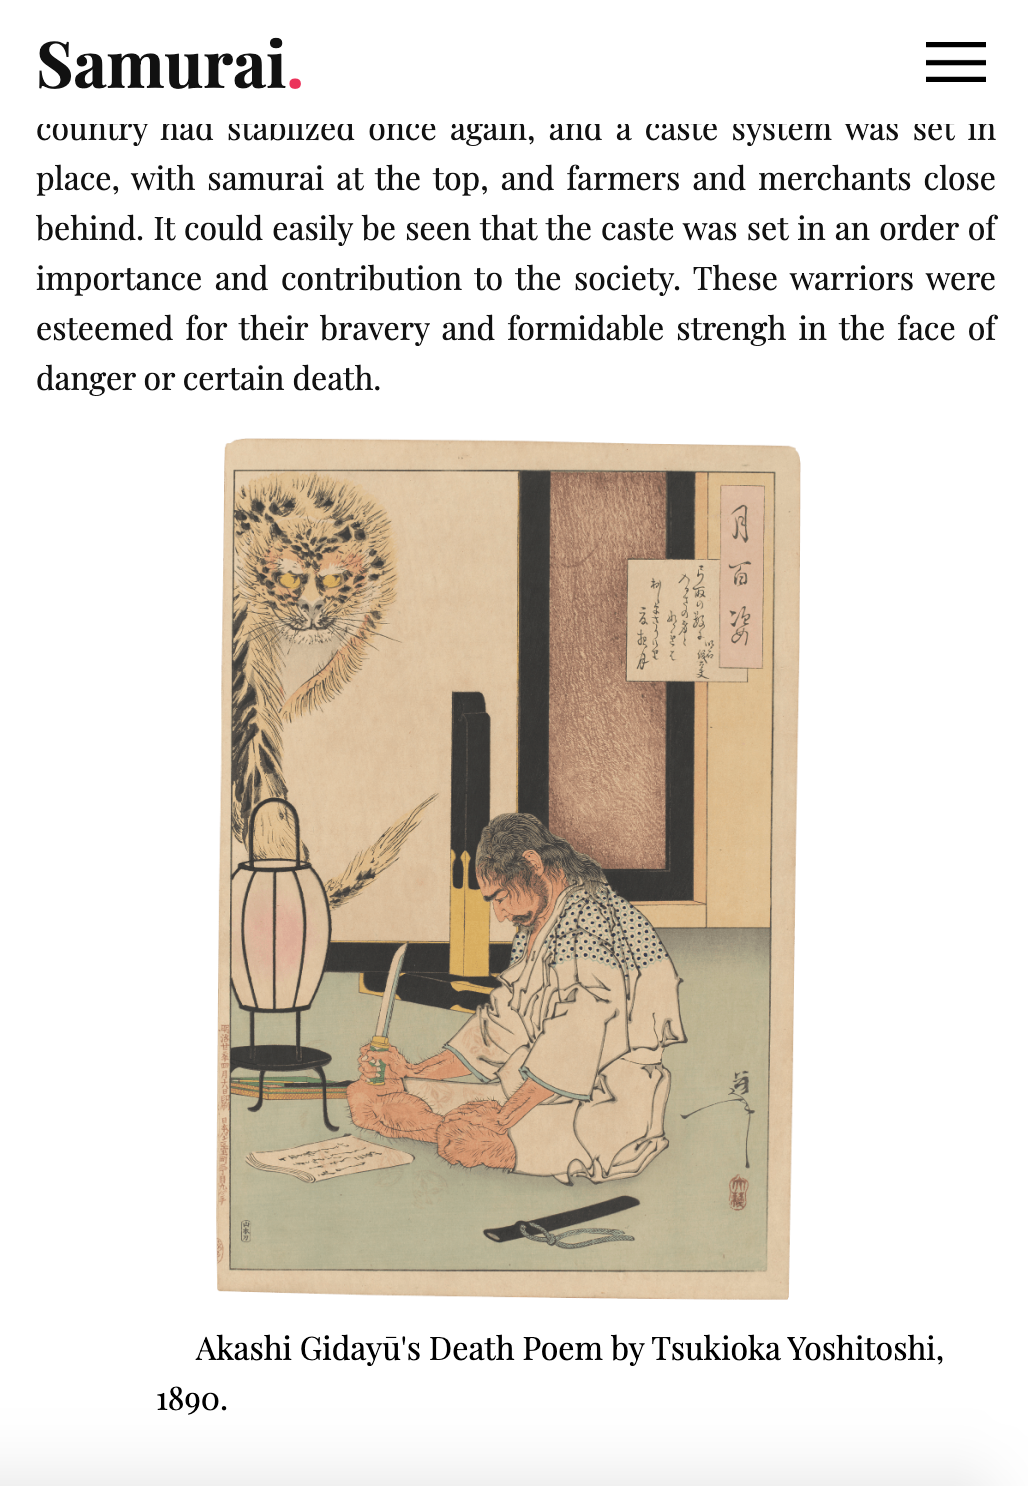 Samurai.
country had stablized once again, and a caste system was set in
place, with samurai at the top, and farmers and merchants close
behind. It could easily be seen that the caste was set in an order of
importance and contribution to the society. These warriors were
esteemed for their bravery and formidable strengh in the face of
danger or certain death.
月百姿
Akashi Gidayū's Death Poem by Tsukioka Yoshitoshi,
1890.